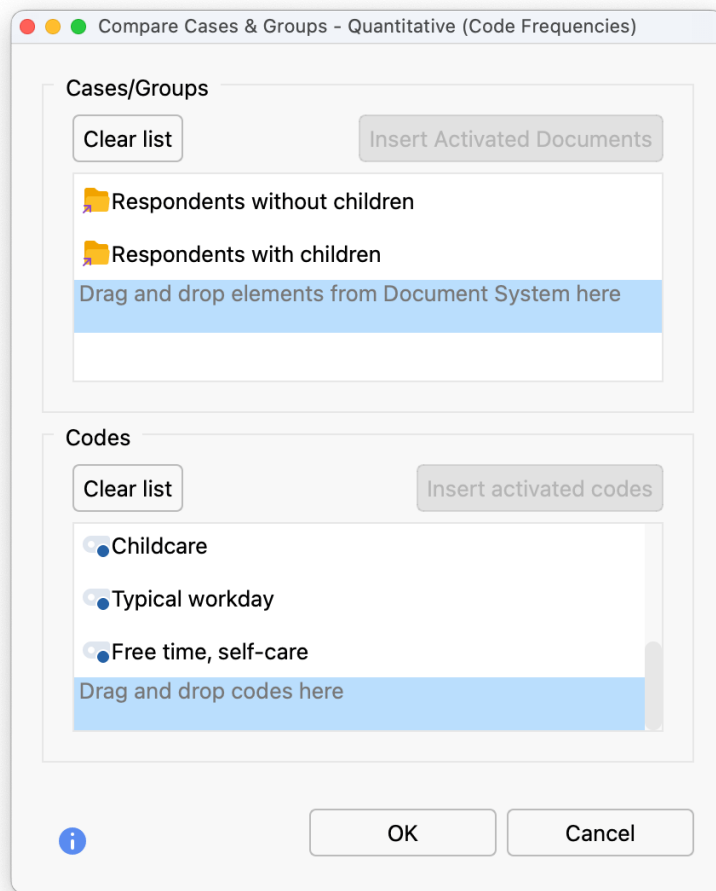 Compare Cases & Groups - Quantitative (Code Frequencies)
Cases/Groups
Clear list
Insert Activated Documents
Respondents without children
Respondents with children
Drag and drop elements from Document System here
Codes
Clear list
Insert activated codes
Childcare
Typical workday
Free time, self-care
Drag and drop codes here
OK
Cancel